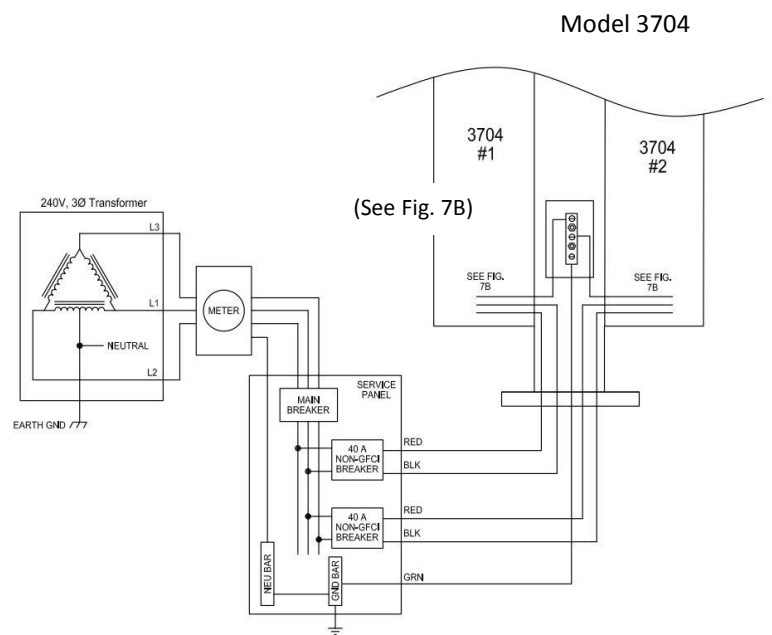 Model 3704
3704
#1
3704
#2
(See Fig. 7B)
240V, 3Ø Transformer
L3
L1
NEUTRAL
L2
EARTH GND
METER
SEE FIG.
7B
SEE FIG.
7B
SERVICE
PANEL
MAIN
BREAKER
40 A
NON-GFCI
BREAKER
RED
BLK
40 A
NON-GFCI
BREAKER
RED
BLK
NEU BAR
GND BAR
GRN